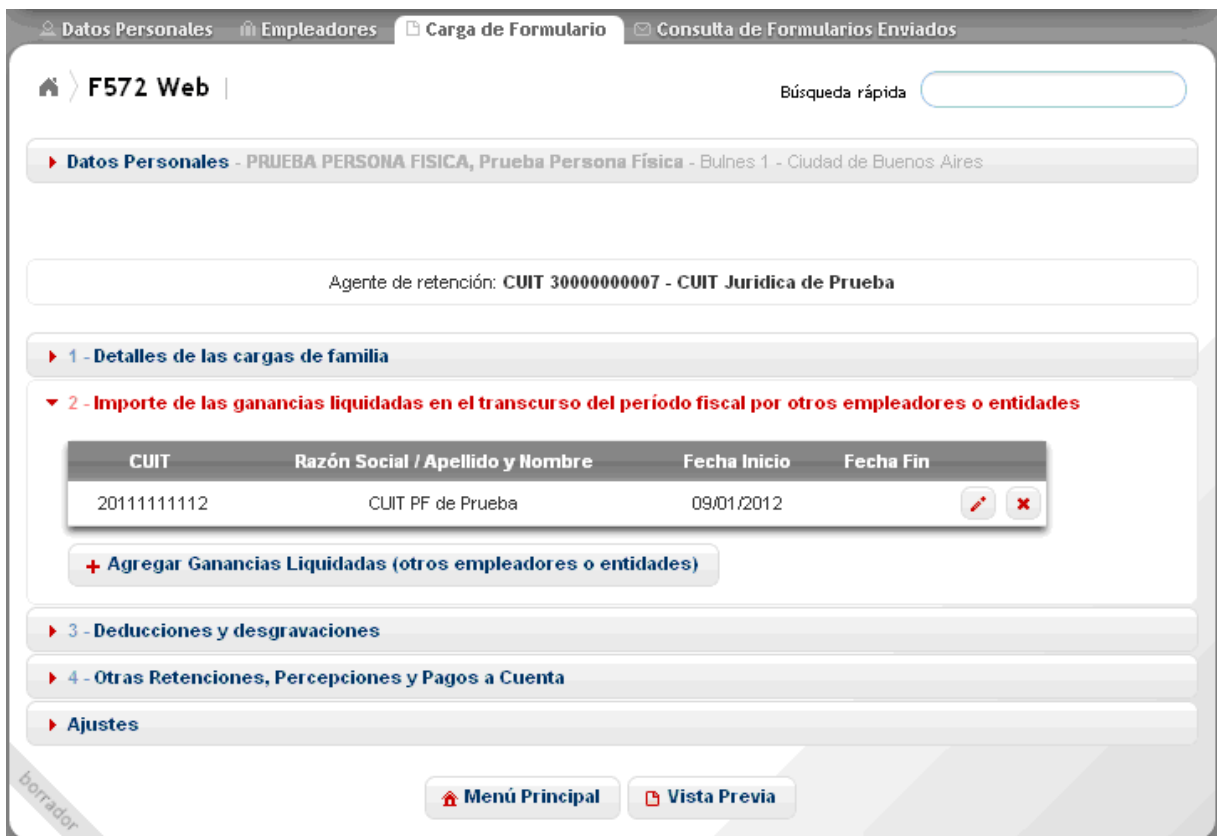 Datos Personales Empleadores Carga de Formulario Consulta de Formularios Enviados
F572 Web
Búsqueda rápida
Datos Personales - PRUEBA PERSONA FISICA, Prueba Persona Física - Bulnes 1 - Ciudad de Buenos Aires
Agente de retención: CUIT 30000000007 - CUIT Juridica de Prueba
1 - Detalles de las cargas de familia
2 - Importe de las ganancias liquidadas en el transcurso del período fiscal por otros empleadores o entidades
CUIT Razón Social / Apellido y Nombre Fecha Inicio Fecha Fin
20111111112 CUIT PF de Prueba 09/01/2012
+ Agregar Ganancias Liquidadas (otros empleadores o entidades)
3 - Deducciones y desgravaciones
4 - Otras Retenciones, Percepciones y Pagos a Cuenta
Ajustes
borrador
Menú Principal Vista Previa